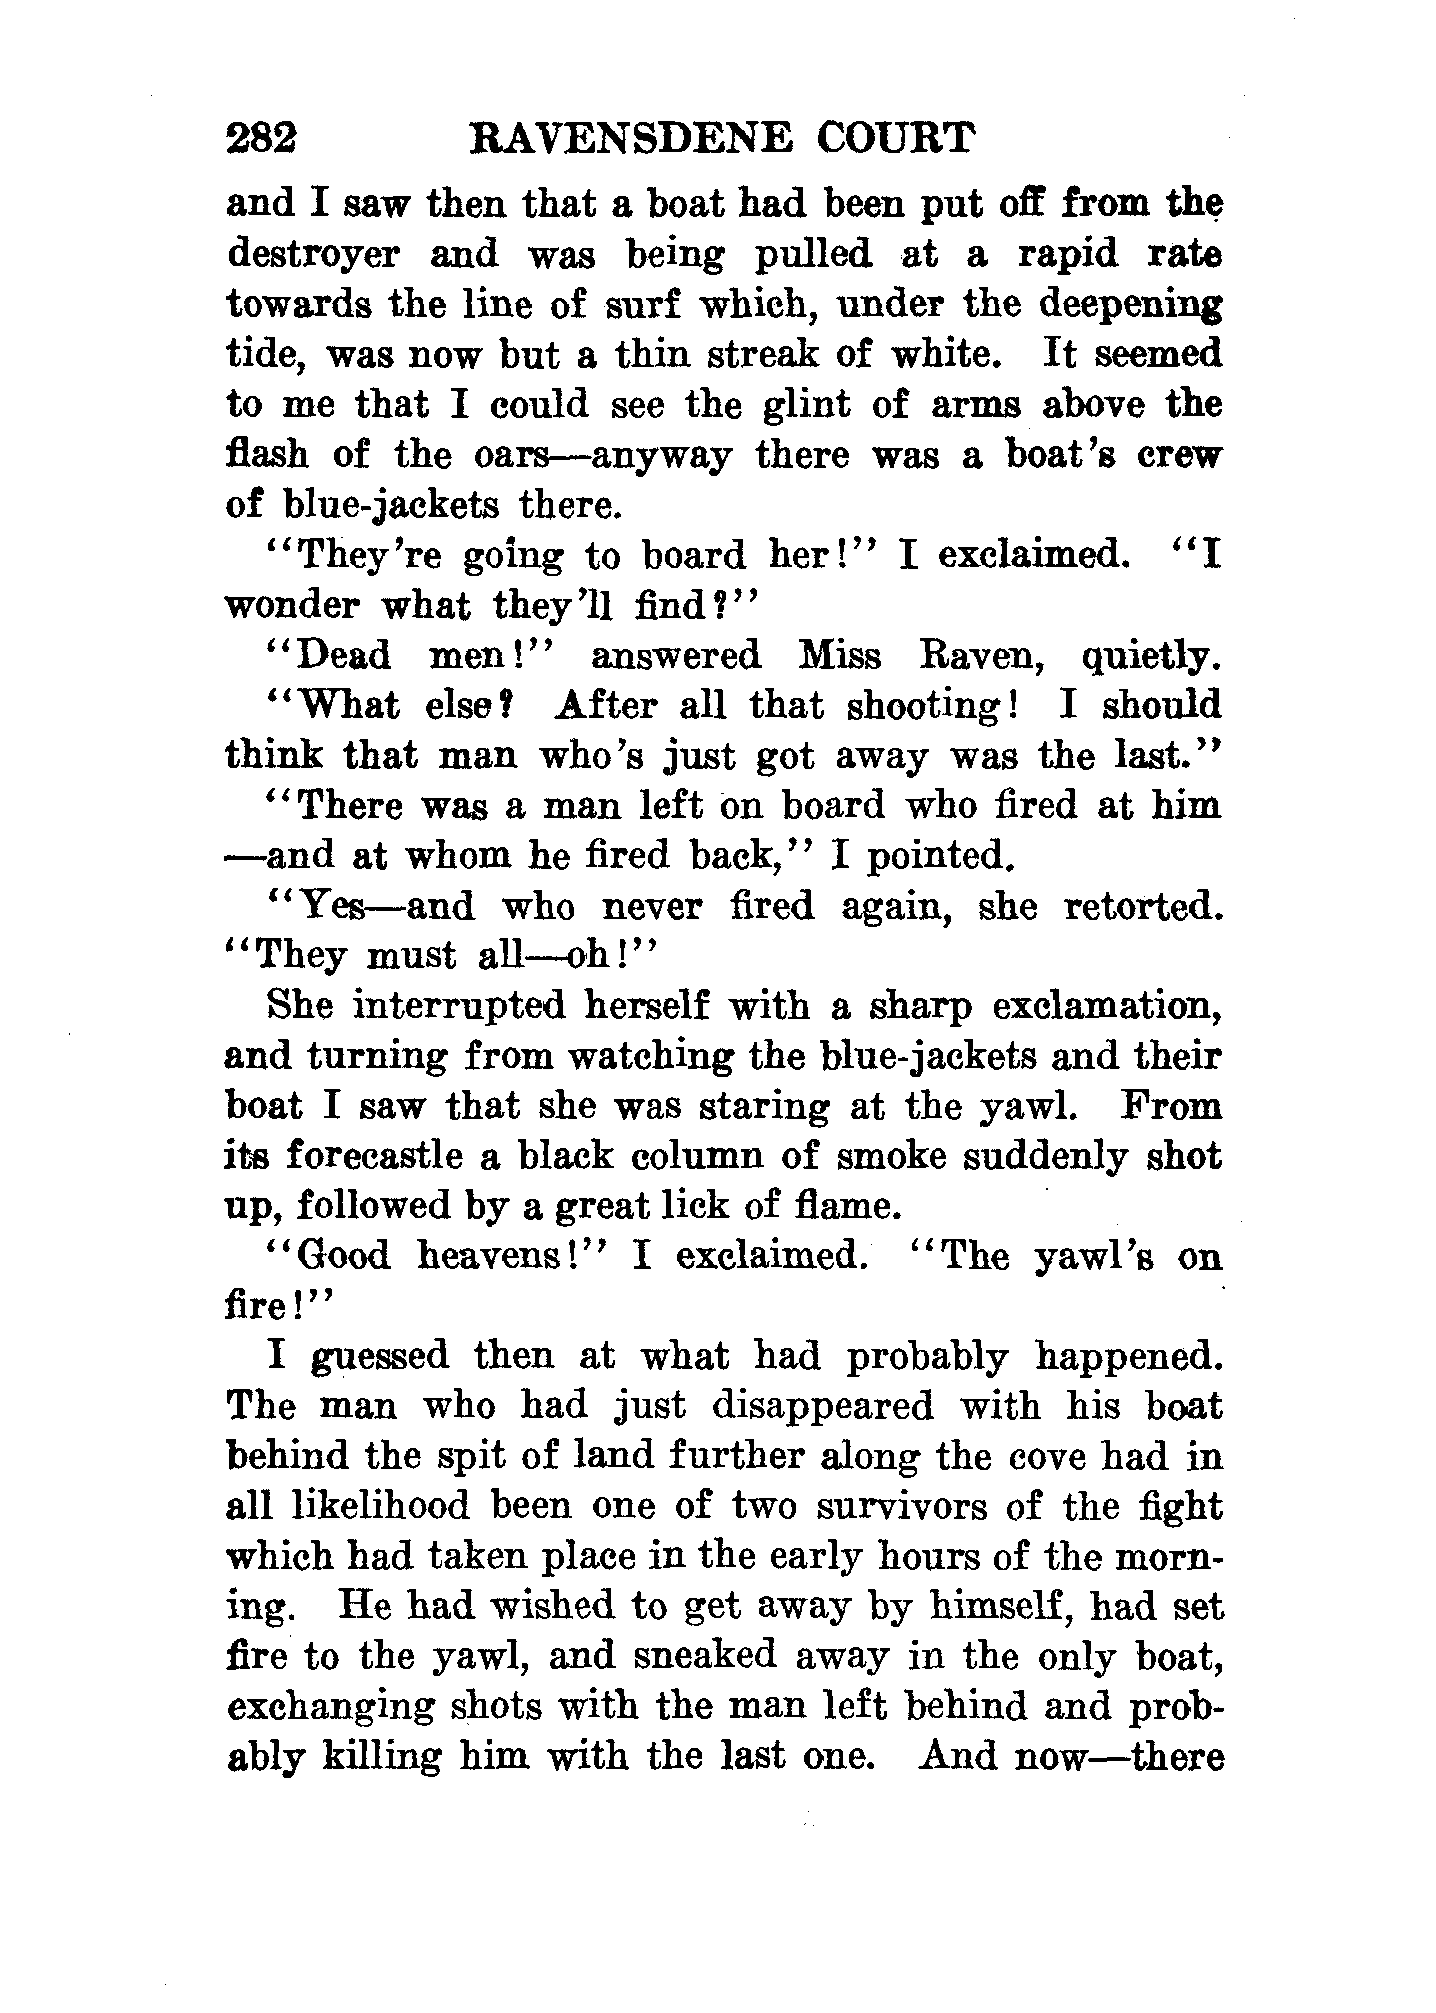 282 RAVENSDENE COURT
and I saw then that a boat had been put off from the
destroyer and was being pulled at a rapid rate
towards the line of surf which, under the deepening
tide, was now but a thin streak of white. It seemed
to me that I could see the glint of arms above the
flash of the oars—anyway there was a boat's crew
of blue-jackets there.
"They're going to board her!" I exclaimed. "I
wonder what they'll find?"
"Dead men!" answered Miss Raven, quietly.
"What else? After all that shooting! I should
think that man who's just got away was the last."
"There was a man left on board who fired at him
—and at whom he fired back," I pointed.
"Yes—and who never fired again, she retorted.
"They must all—oh!"
She interrupted herself with a sharp exclamation,
and turning from watching the blue-jackets and their
boat I saw that she was staring at the yawl. From
its forecastle a black column of smoke suddenly shot
up, followed by a great lick of flame.
"Good heavens!" I exclaimed. "The yawl's on
fire!"
I guessed then at what had probably happened.
The man who had just disappeared with his boat
behind the spit of land further along the cove had in
all likelihood been one of two survivors of the fight
which had taken place in the early hours of the morn-
ing. He had wished to get away by himself, had set
fire to the yawl, and sneaked away in the only boat,
exchanging shots with the man left behind and prob-
ably killing him with the last one. And now—there